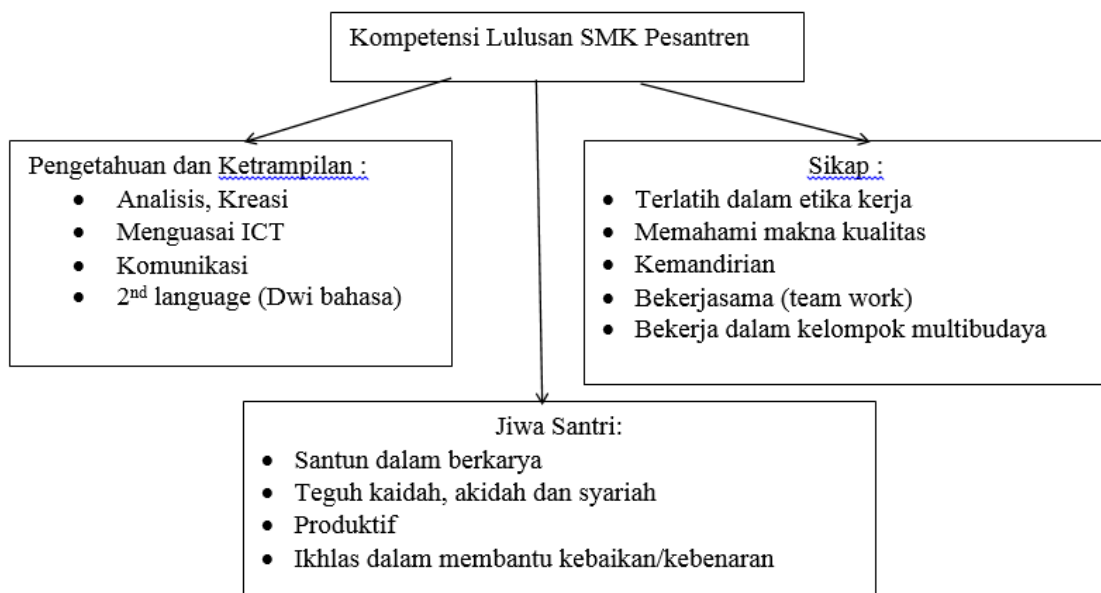 Kompetensi Lulusan SMK Pesantren
Pengetahuan dan Ketrampilan :
• Analisis, Kreasi
• Menguasai ICT
• Komunikasi
• 2nd language (Dwi bahasa)
Sikap :
• Terlatih dalam etika kerja
• Memahami makna kualitas
• Kemandirian
• Bekerjasama (team work)
• Bekerja dalam kelompok multibudaya
Jiwa Santri:
• Santun dalam berkarya
• Teguh kaidah, akidah dan syariah
• Produktif
• Ikhlas dalam membantu kebaikan/kebenaran